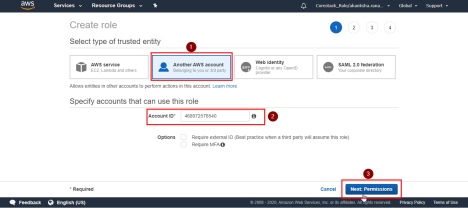 aws Services Resource Groups CoreStack_Role/akanksha.rana... Global Support
Create role
1 2 3 4
Select type of trusted entity
1
AWS service
EC2, Lambda and others
Another AWS account
Belonging to you or 3rd party
Web identity
Cognito or any OpenID provider
SAML 2.0 federation
Your corporate directory
Allows entities in other accounts to perform actions in this account. Learn more
Specify accounts that can use this role
Account ID* 2
Options Require external ID (Best practice when a third party will assume this role)
Require MFA
3
* Required Cancel Next: Permissions
Feedback English (US) © 2008 - 2020, Amazon Web Services, Inc. or its affiliates. All rights reserved. Privacy Policy Terms of Use